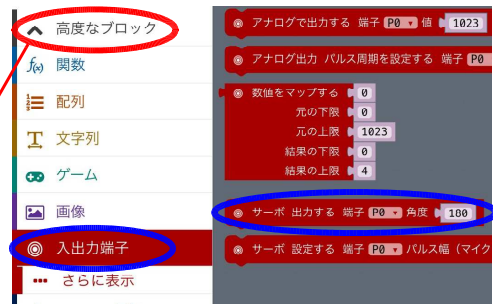 高度なブロック
f(x) 関数
配列
T 文字列
ゲーム
画像
入出力端子
さらに表示
アナログで出力する 端子 P0 値 1023
アナログ出力 パルス周期を設定する 端子 P0
数値をマップする 0
元の下限 0
元の上限 1023
結果の下限 0
結果の上限 4
サーボ 出力する 端子 P0 角度 180
サーボ 設定する 端子 P0 パルス幅（マイク